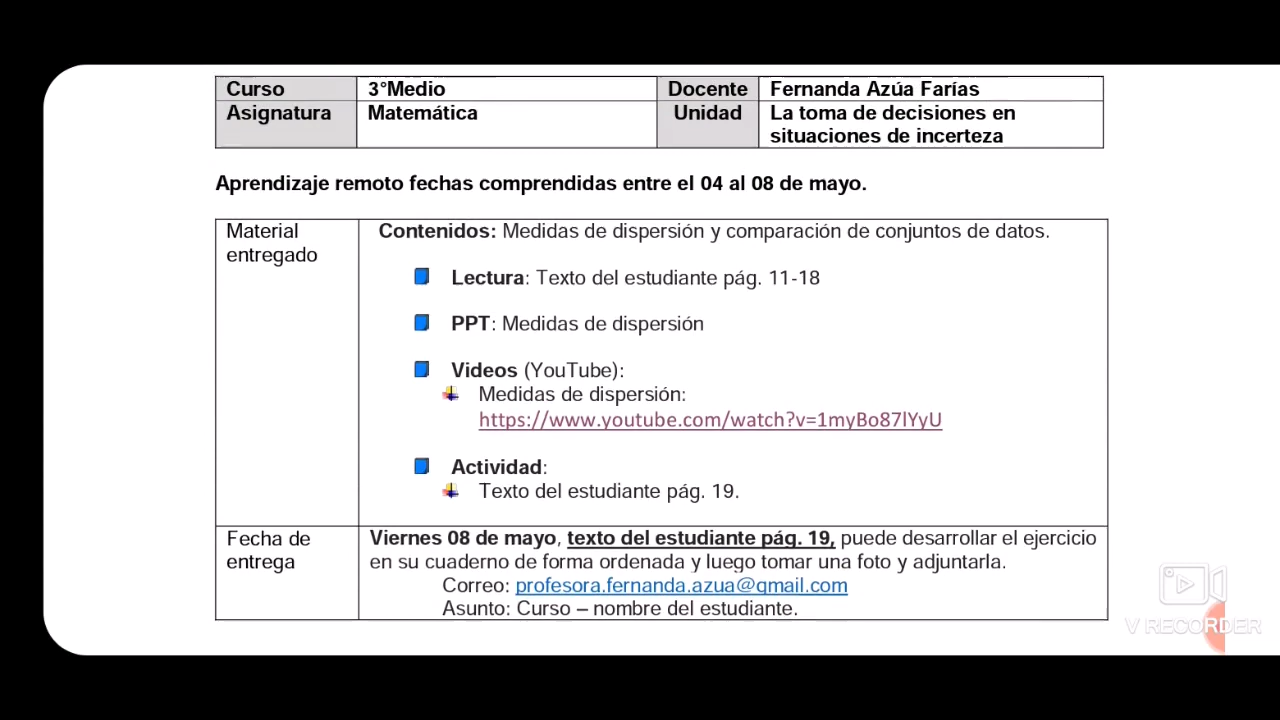 Curso 3°Medio Docente Fernanda Azúa Farías
Asignatura Matemática Unidad La toma de decisiones en
situaciones de incerteza
Aprendizaje remoto fechas comprendidas entre el 04 al 08 de mayo.
Material
entregado
Contenidos: Medidas de dispersión y comparación de conjuntos de datos.
Lectura: Texto del estudiante pág. 11-18
PPT: Medidas de dispersión
Videos (YouTube):
Medidas de dispersión:
https://www.youtube.com/watch?v=1myBo87lYyU
Actividad:
Texto del estudiante pág. 19.
Fecha de
entrega
Viernes 08 de mayo, texto del estudiante pág. 19, puede desarrollar el ejercicio
en su cuaderno de forma ordenada y luego tomar una foto y adjuntarla.
Correo: profesora.fernanda.azua@gmail.com
Asunto: Curso – nombre del estudiante.
V RECORDER